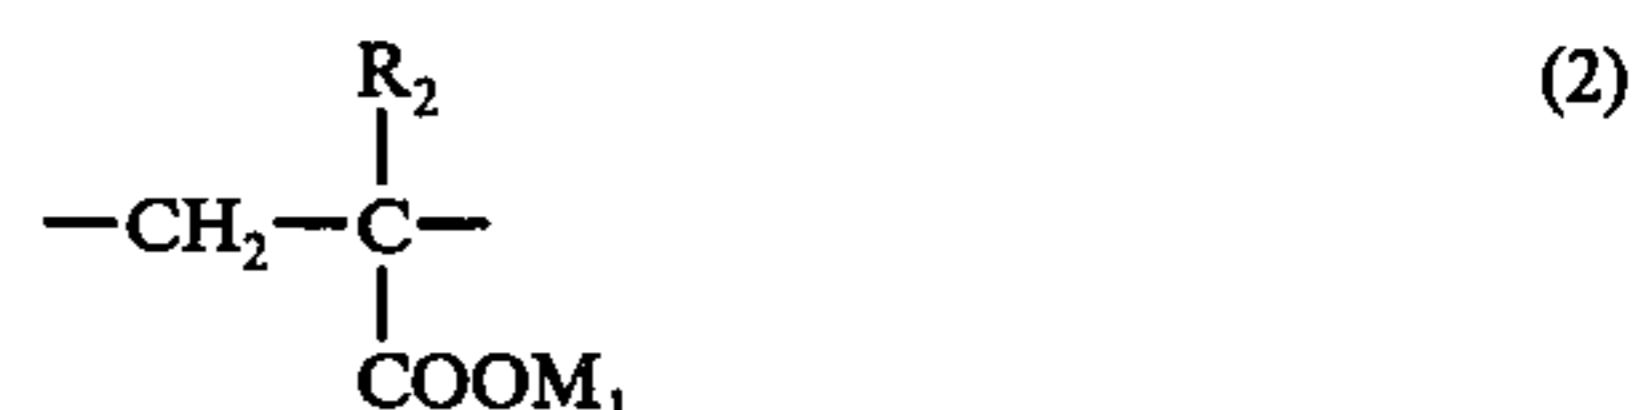 R₂ (2)
—CH₂—C—
COOM₁